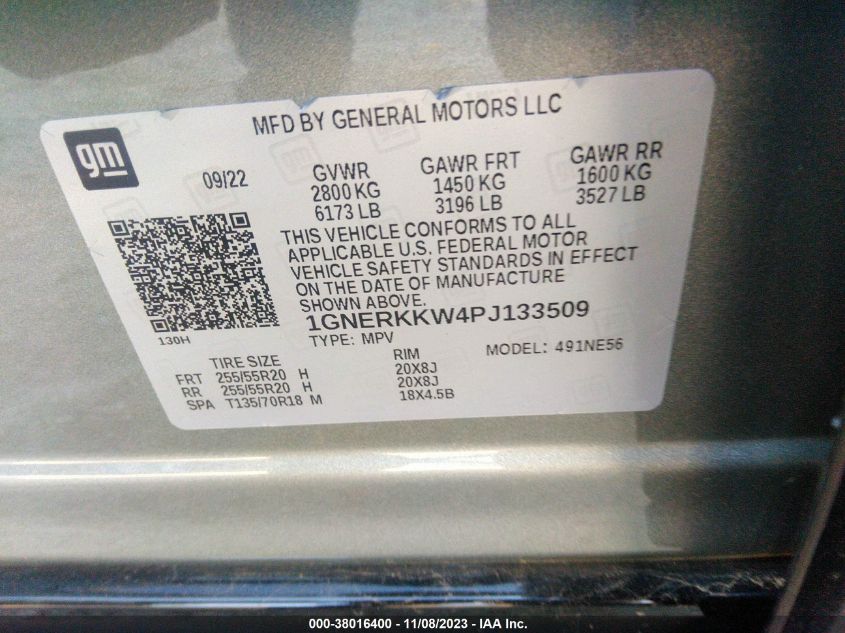 MFD BY GENERAL MOTORS LLC
gm
09/22
GVWR GAWR FRT GAWR RR
2800 KG 1450 KG 1600 KG
6173 LB 3196 LB 3527 LB
THIS VEHICLE CONFORMS TO ALL
APPLICABLE U.S. FEDERAL MOTOR
VEHICLE SAFETY STANDARDS IN EFFECT
ON THE DATE OF MANUFACTURE
SHOWN ABOVE.
1GNERKKW4PJ133509
130H
TYPE: MPV MODEL: 491NE56
TIRE SIZE RIM
FRT 255/55R20 H 20X8J
RR 255/55R20 H 20X8J
SPA T135/70R18 M 18X4.5B
000-38016400 - 11/08/2023 - IAA Inc.